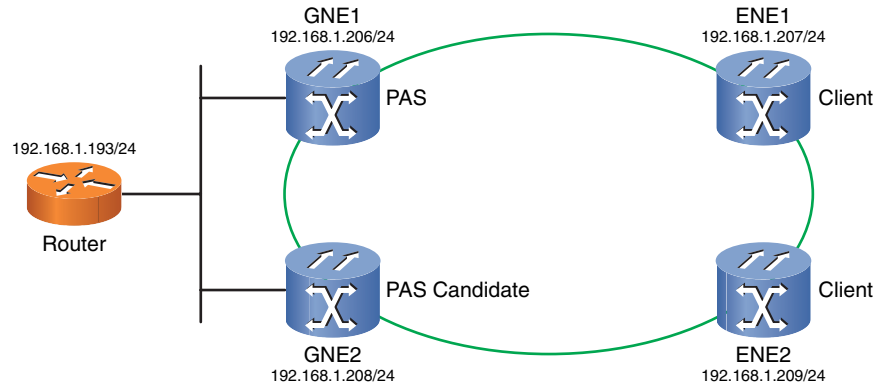 GNE1
192.168.1.206/24
ENE1
192.168.1.207/24
PAS
Client
192.168.1.193/24
Router
PAS Candidate
Client
GNE2
192.168.1.208/24
ENE2
192.168.1.209/24